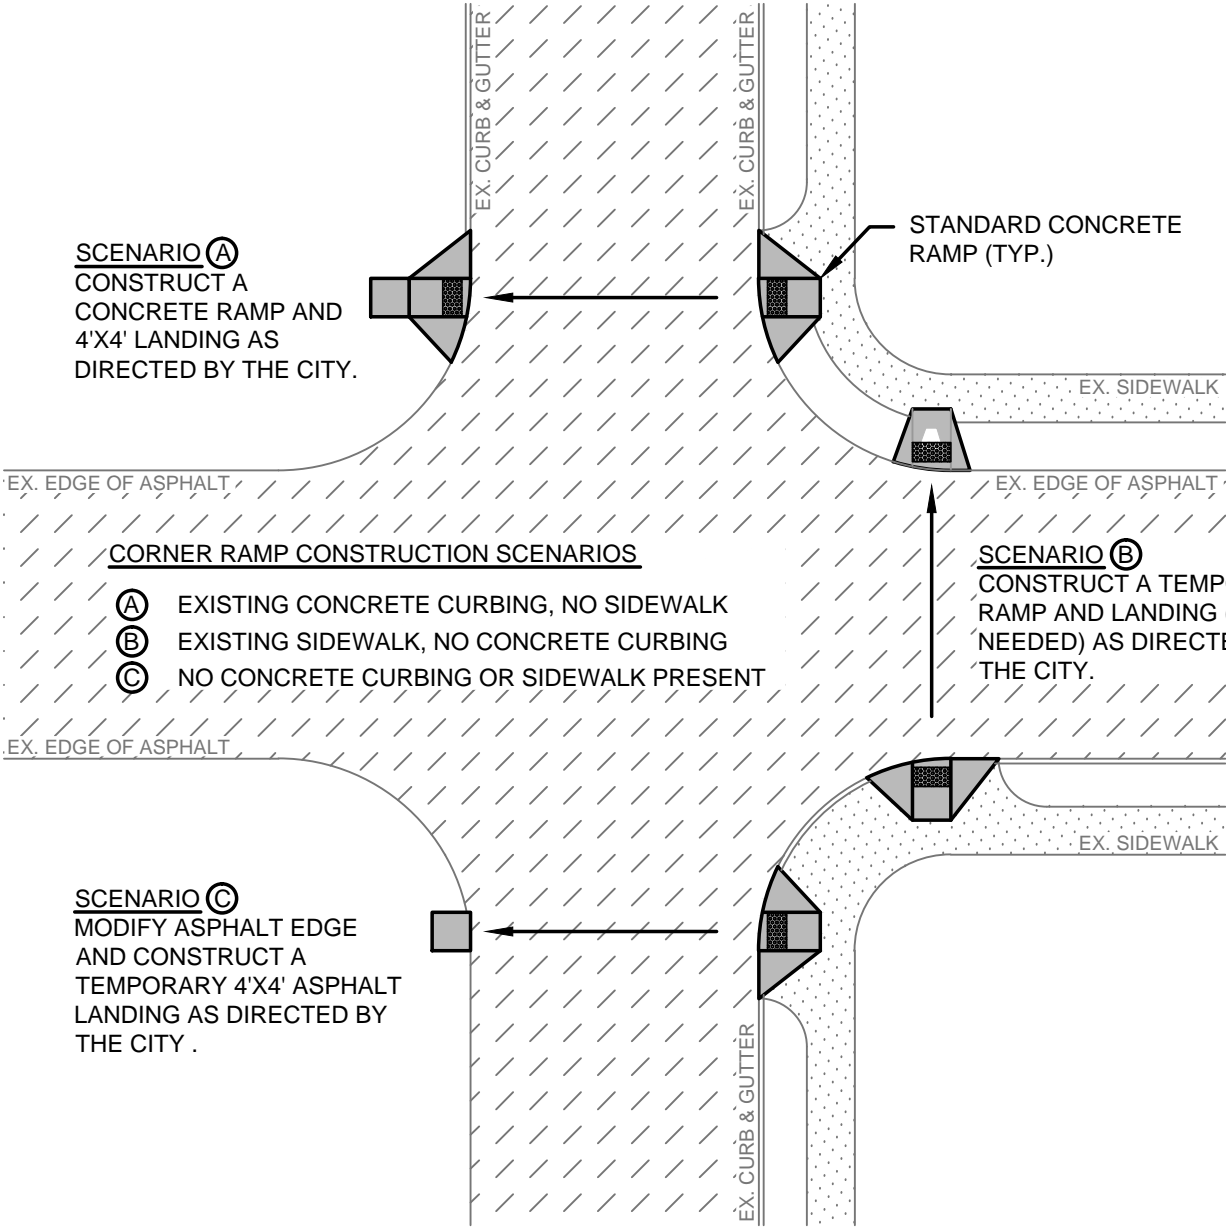 EX. CURB & GUTTER
EX. CURB & GUTTER
SCENARIO A
CONSTRUCT A
CONCRETE RAMP AND
4'X4' LANDING AS
DIRECTED BY THE CITY.
STANDARD CONCRETE
RAMP (TYP.)
EX. SIDEWALK
EX. EDGE OF ASPHALT
EX. EDGE OF ASPHALT
CORNER RAMP CONSTRUCTION SCENARIOS
A EXISTING CONCRETE CURBING, NO SIDEWALK
B EXISTING SIDEWALK, NO CONCRETE CURBING
C NO CONCRETE CURBING OR SIDEWALK PRESENT
SCENARIO B
CONSTRUCT A
RAMP AND LANDING
NEEDED) AS
THE CITY.
EX. EDGE OF ASPHALT
EX. SIDEWALK
SCENARIO C
MODIFY ASPHALT EDGE
AND CONSTRUCT A
TEMPORARY 4'X4' ASPHALT
LANDING AS DIRECTED BY
THE CITY .
EX. CURB & GUTTER